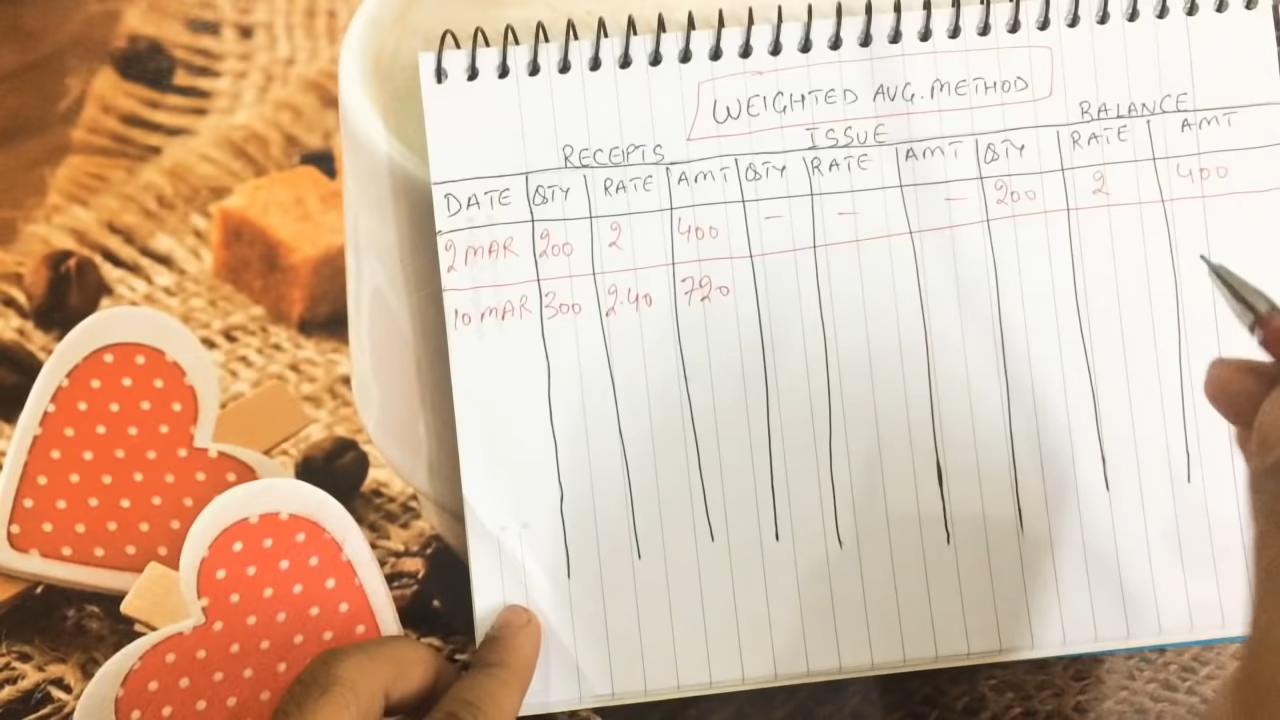 WEIGHTED AVG. METHOD
RECEPTS ISSUE BALANCE
DATE QTY RATE AMT QTY RATE AMT QTY RATE AMT
2 MAR 200 2 400 - - - 200 2 400
10 MAR 300 2.40 720